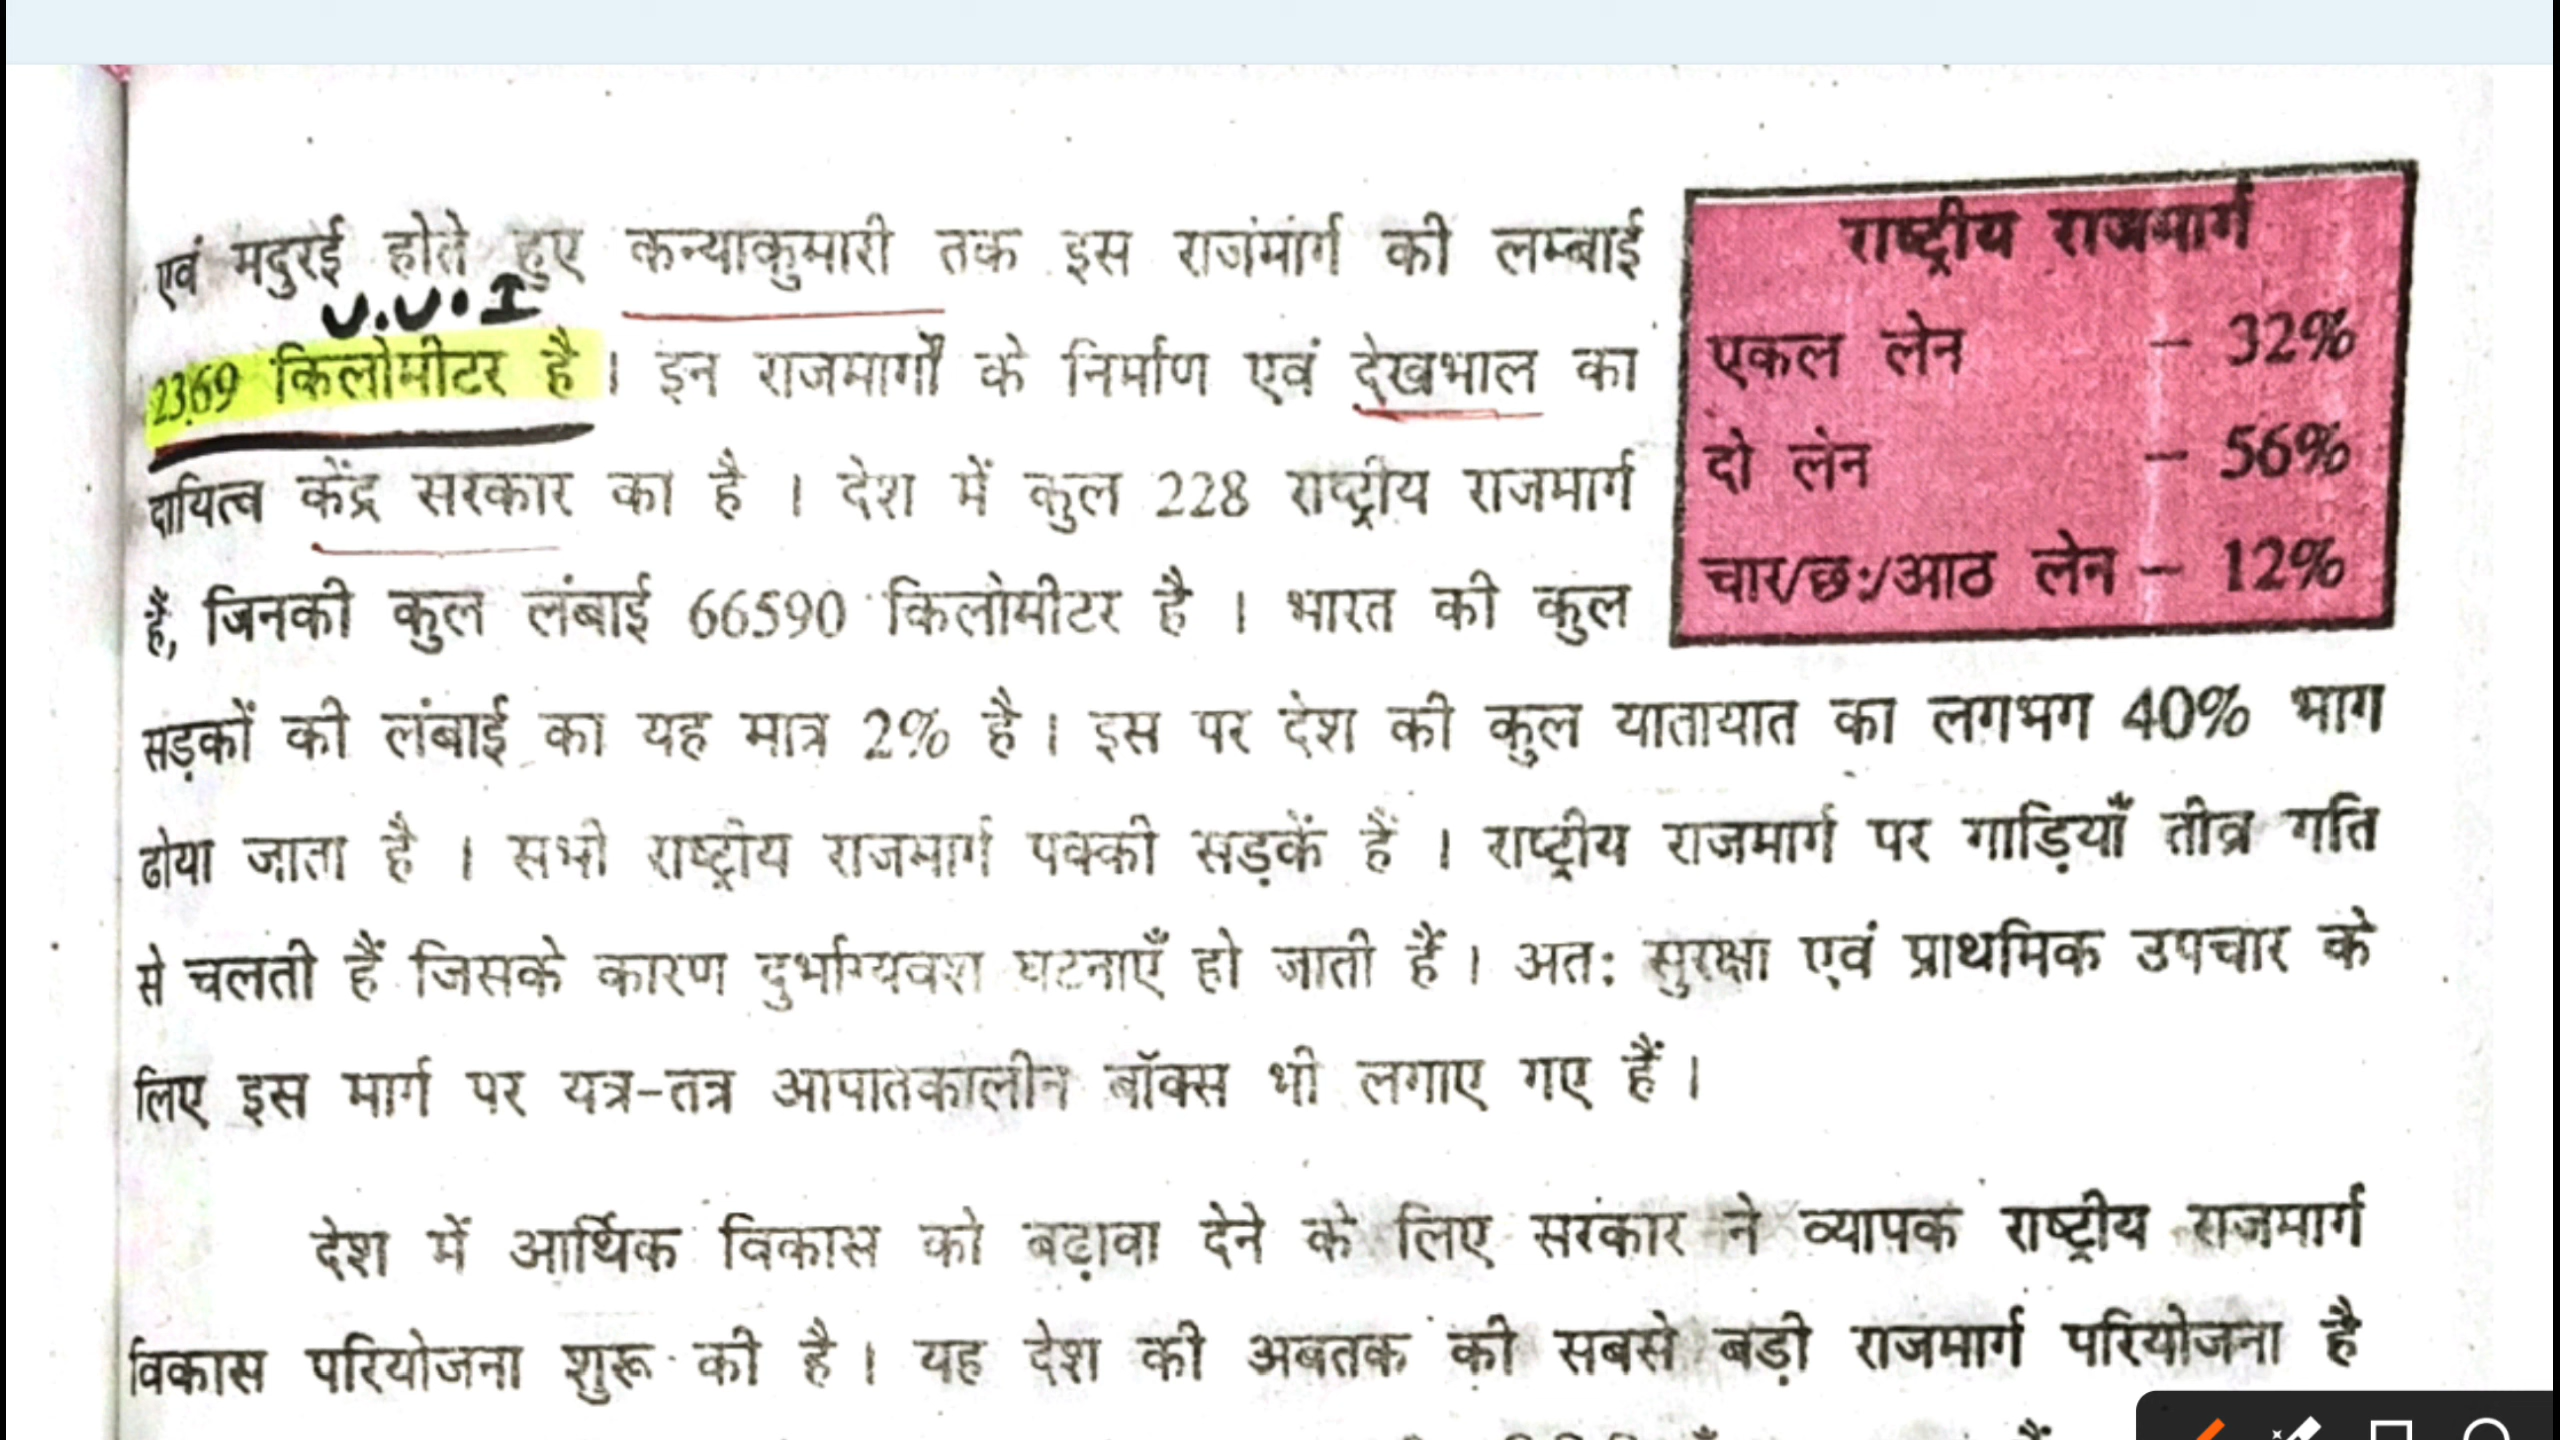 एवं मदुरई होते हुए कन्याकुमारी तक इस राजमार्ग की लम्बाई
V.V.I
2369 किलोमीटर है । इन राजमार्गों के निर्माण एवं देखभाल का
दायित्व केंद्र सरकार का है । देश में कुल 228 राष्ट्रीय राजमार्ग
हैं, जिनकी कुल लंबाई 66590 किलोमीटर है । भारत की कुल
राष्ट्रीय राजमार्ग
एकल लेन – 32%
दो लेन – 56%
चार/छः/आठ लेन – 12%
सड़कों की लंबाई का यह मात्र 2% है । इस पर देश की कुल यातायात का लगभग 40% भाग
ढोया जाता है । सभी राष्ट्रीय राजमार्ग पक्की सड़कें हैं । राष्ट्रीय राजमार्ग पर गाड़ियाँ तीव्र गति
से चलती हैं जिसके कारण दुर्भाग्यवश घटनाएँ हो जाती हैं । अत: सुरक्षा एवं प्राथमिक उपचार के
लिए इस मार्ग पर यत्र-तत्र आपातकालीन बॉक्स भी लगाए गए हैं ।
देश में आर्थिक विकास को बढ़ावा देने के लिए सरकार ने व्यापक राष्ट्रीय राजमार्ग
विकास परियोजना शुरू की है । यह देश की अबतक की सबसे बड़ी राजमार्ग परियोजना है